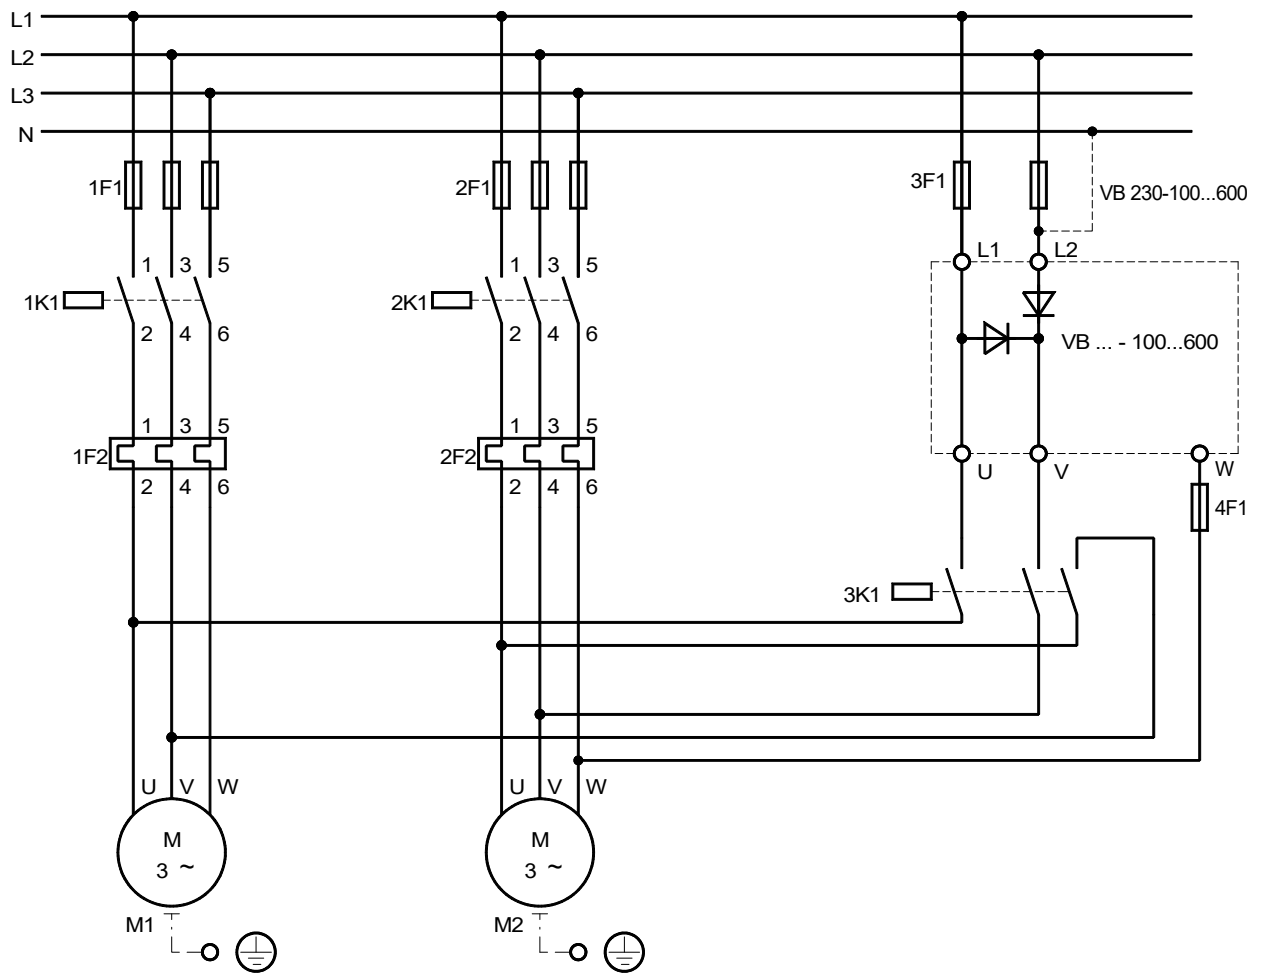 L1
L2
L3
N
1F1 2F1 3F1 VB 230-100...600
L1 L2
1 3 5 1 3 5
1K1 2K1
2 4 6 2 4 6
VB ... - 100...600
1 3 5 1 3 5
1F2 2F2
2 4 6 2 4 6
U V W
4F1
3K1
U V W U V W
M M
3 ~ 3 ~
M1 M2